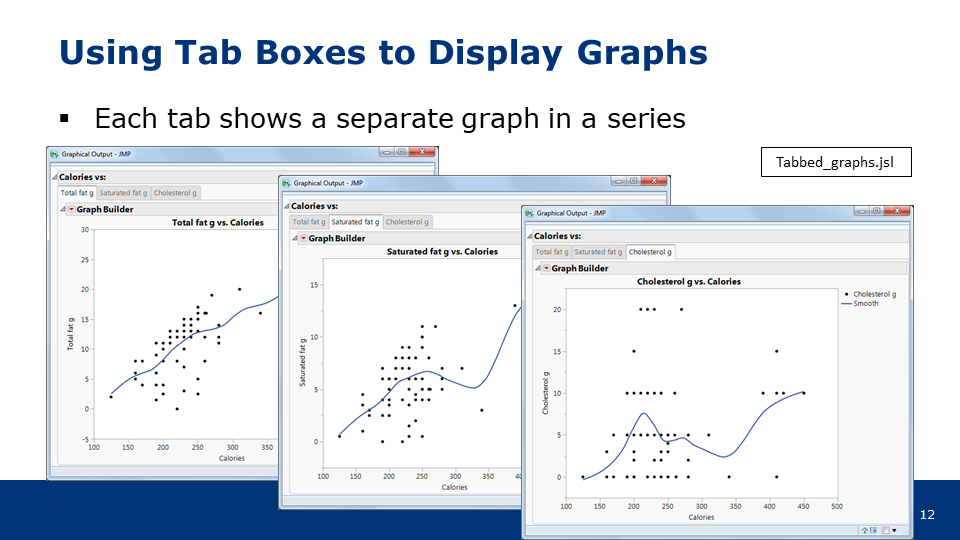 Using Tab Boxes to Display Graphs
▪ Each tab shows a separate graph in a series
Tabbed_graphs.jsl
Graphical Output - JMP
Calories vs:
Total fat g Saturated fat g Cholesterol g
Graph Builder
Total fat g vs. Calories
30
25
20
15
10
5
0
-5
Total fat g
100 150 200 250 300 350
Calories
Graphical Output - JMP
Calories vs:
Total fat g Saturated fat g Cholesterol g
Graph Builder
Saturated fat g vs. Calories
15
10
5
0
Saturated fat g
100 150 200 250 300 350
Calories
Graphical Output - JMP
Calories vs:
Total fat g Saturated fat g Cholesterol g
Graph Builder
Cholesterol g vs. Calories
Cholesterol g
Smooth
20
15
10
5
0
Cholesterol g
100 150 200 250 300 350 400 450 500
Calories
12